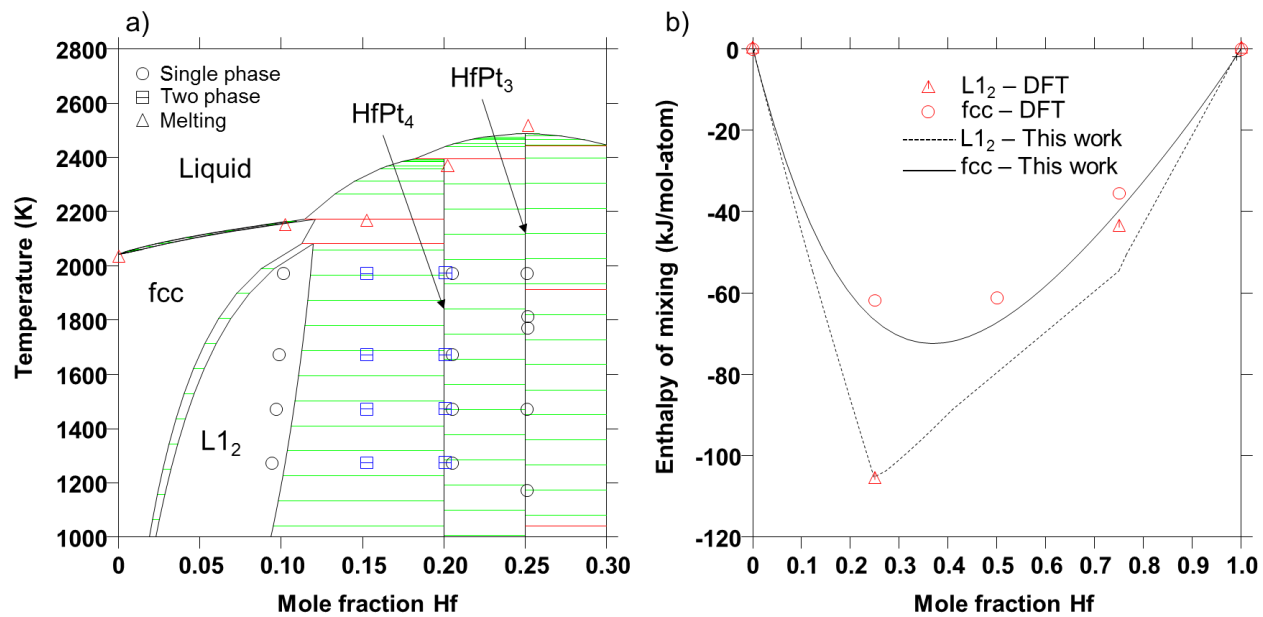 a)
2800
2600
2400
2200
2000
1800
1600
1400
1200
1000
Temperature (K)
0
0.05
0.10
0.15
0.20
0.25
0.30
Mole fraction Hf
Single phase
Two phase
Melting
Liquid
fcc
L1₂
HfPt₄
HfPt₃
b)
0
-20
-40
-60
-80
-100
-120
Enthalpy of mixing (kJ/mol-atom)
0.0
0.1
0.2
0.3
0.4
0.5
0.6
0.7
0.8
0.9
1.0
Mole fraction Hf
L1₂ – DFT
fcc – DFT
L1₂ – This work
fcc – This work